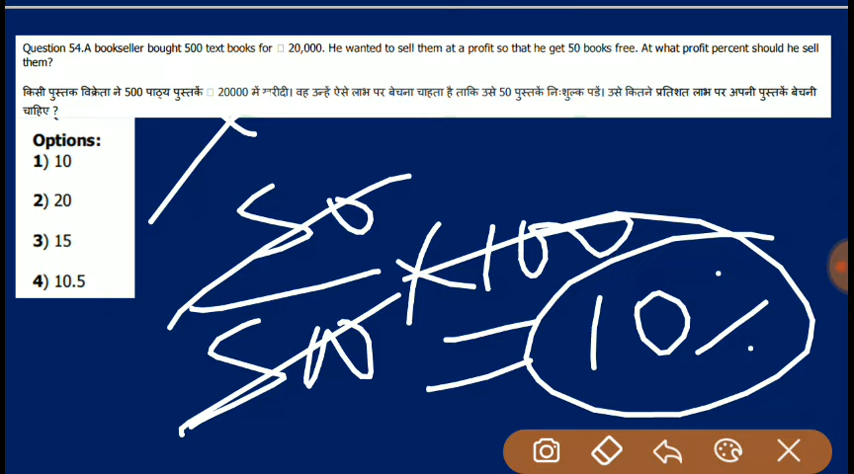 Question 54.A bookseller bought 500 text books for □ 20,000. He wanted to sell them at a profit so that he get 50 books free. At what profit percent should he sell
them?
किसी पुस्तक विक्रेता ने 500 पाठ्य पुस्तकें □ 20000 में खरीदी। वह उन्हें ऐसे लाभ पर बेचना चाहता है ताकि उसे 50 पुस्तकें निःशुल्क पडें। उसे कितने प्रतिशत लाभ पर अपनी पुस्तकें बेचनी
चाहिए ?
Options:
1) 10
2) 20
3) 15
4) 10.5
50
500
×100
= 10%